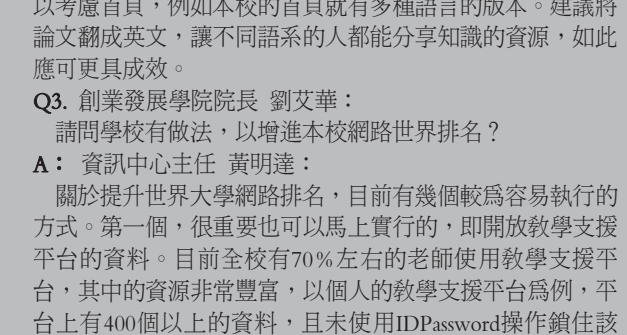 以考慮首頁，例如本校的首頁就有多種語言的版本。建議將
論文翻成英文，讓不同語系的人都能分享知識的資源，如此
應可更具成效。
Q3. 創業發展學院院長 劉艾華：
請問學校有做法，以增進本校網路世界排名？
A： 資訊中心主任 黃明達：
關於提升世界大學網路排名，目前有幾個較為容易執行的
方式。第一個，很重要也可以馬上實行的，即開放教學支援
平台的資料。目前全校有70%左右的老師使用教學支援平
台，其中的資源非常豐富，以個人的教學支援平台為例，平
台上有400個以上的資料，且未使用IDPassword操作鎖住該